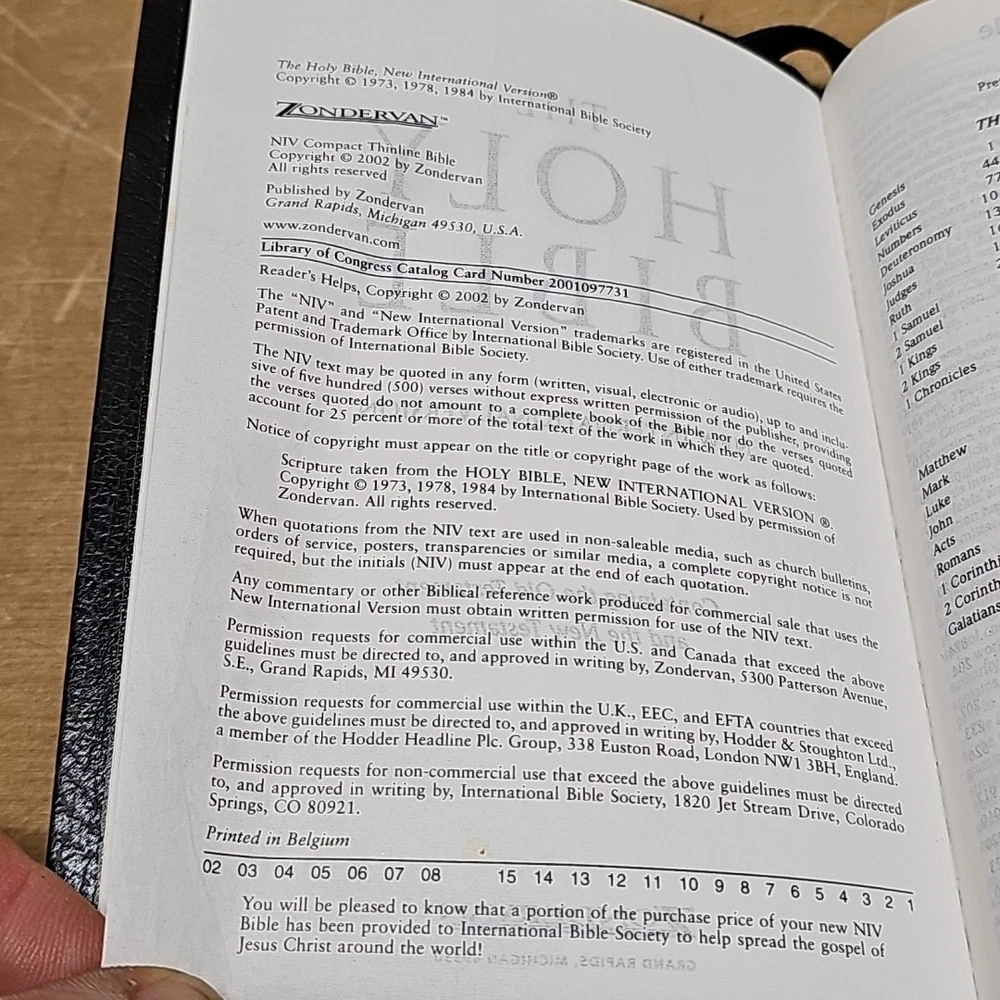 The Holy Bible, New International Version®
Copyright © 1973, 1978, 1984 by International Bible Society
ZONDERVAN™
NIV Compact Thinline Bible
Copyright © 2002 by Zondervan
All rights reserved
Published by Zondervan
Grand Rapids, Michigan 49530, U.S.A.
www.zondervan.com
Library of Congress Catalog Card Number 2001097731
Reader's Helps, Copyright © 2002 by Zondervan
The “NIV” and “New International Version” trademarks are registered in the United States
Patent and Trademark Office by International Bible Society. Use of either trademark requires the
permission of International Bible Society.
The NIV text may be quoted in any form (written, visual, electronic or audio), up to and inclu-
sive of five hundred (500) verses without express written permission of the publisher, providing
the verses quoted do not amount to a complete book of the Bible nor do the verses quoted
account for 25 percent or more of the total text of the work in which they are quoted.
Notice of copyright must appear on the title or copyright page of the work as follows:
Scripture taken from the HOLY BIBLE, NEW INTERNATIONAL VERSION ®.
Copyright © 1973, 1978, 1984 by International Bible Society. Used by permission of
Zondervan. All rights reserved.
When quotations from the NIV text are used in non-saleable media, such as church bulletins,
orders of service, posters, transparencies or similar media, a complete copyright notice is not
required, but the initials (NIV) must appear at the end of each quotation.
Any commentary or other Biblical reference work produced for commercial sale that uses the
New International Version must obtain written permission for use of the NIV text.
Permission requests for commercial use within the U.S. and Canada that exceed the above
guidelines must be directed to, and approved in writing by, Zondervan, 5300 Patterson Avenue,
S.E., Grand Rapids, MI 49530.
Permission requests for commercial use within the U.K., EEC, and EFTA countries that exceed
the above guidelines must be directed to, and approved in writing by, Hodder & Stoughton Ltd.,
a member of the Hodder Headline Plc. Group, 338 Euston Road, London NW1 3BH, England.
Permission requests for non-commercial use that exceed the above guidelines must be directed
to, and approved in writing by, International Bible Society, 1820 Jet Stream Drive, Colorado
Springs, CO 80921.
Printed in Belgium
02 03 04 05 06 07 08 15 14 13 12 11 10 9 8 7 6 5 4 3 2 1
You will be pleased to know that a portion of the purchase price of your new NIV
Bible has been provided to International Bible Society to help spread the gospel of
Jesus Christ around the world!
Genesis 1
Exodus 44
Leviticus 77
Numbers
Deuteronomy
Joshua
Judges
Ruth
1 Samuel
2 Samuel
1 Kings
2 Kings
1 Chronicles
Matthew
Mark
Luke
John
Acts
Romans
1 Corinthi
2 Corinth
Galatians